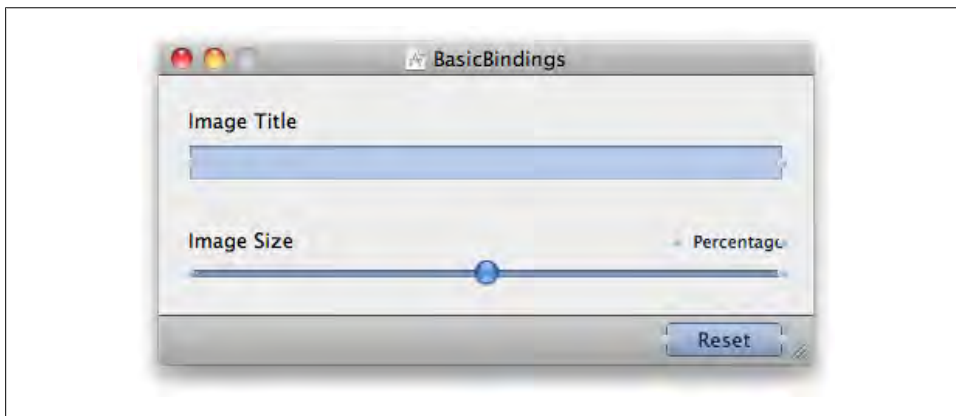 BasicBindings
Image Title
Image Size
Percentage
Reset